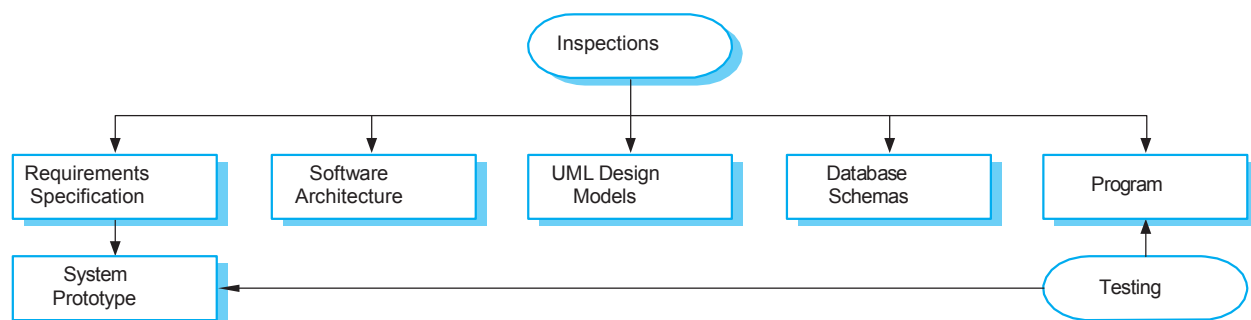 Inspections
Requirements
Specification
Software
Architecture
UML Design
Models
Database
Schemas
Program
System
Prototype
Testing